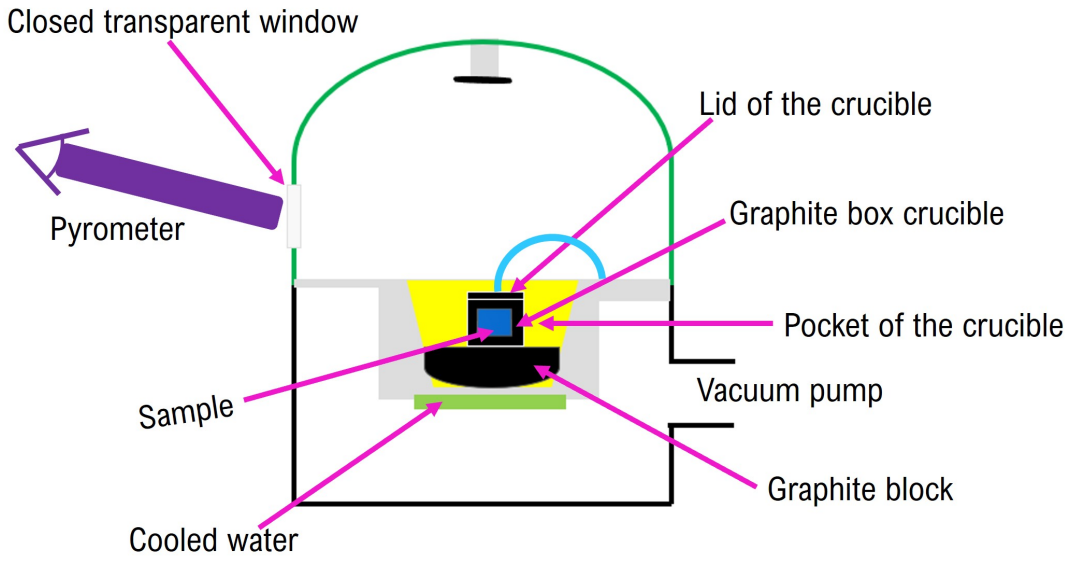 Closed transparent window
Lid of the crucible
Graphite box crucible
Pyrometer
Pocket of the crucible
Vacuum pump
Sample
Graphite block
Cooled water